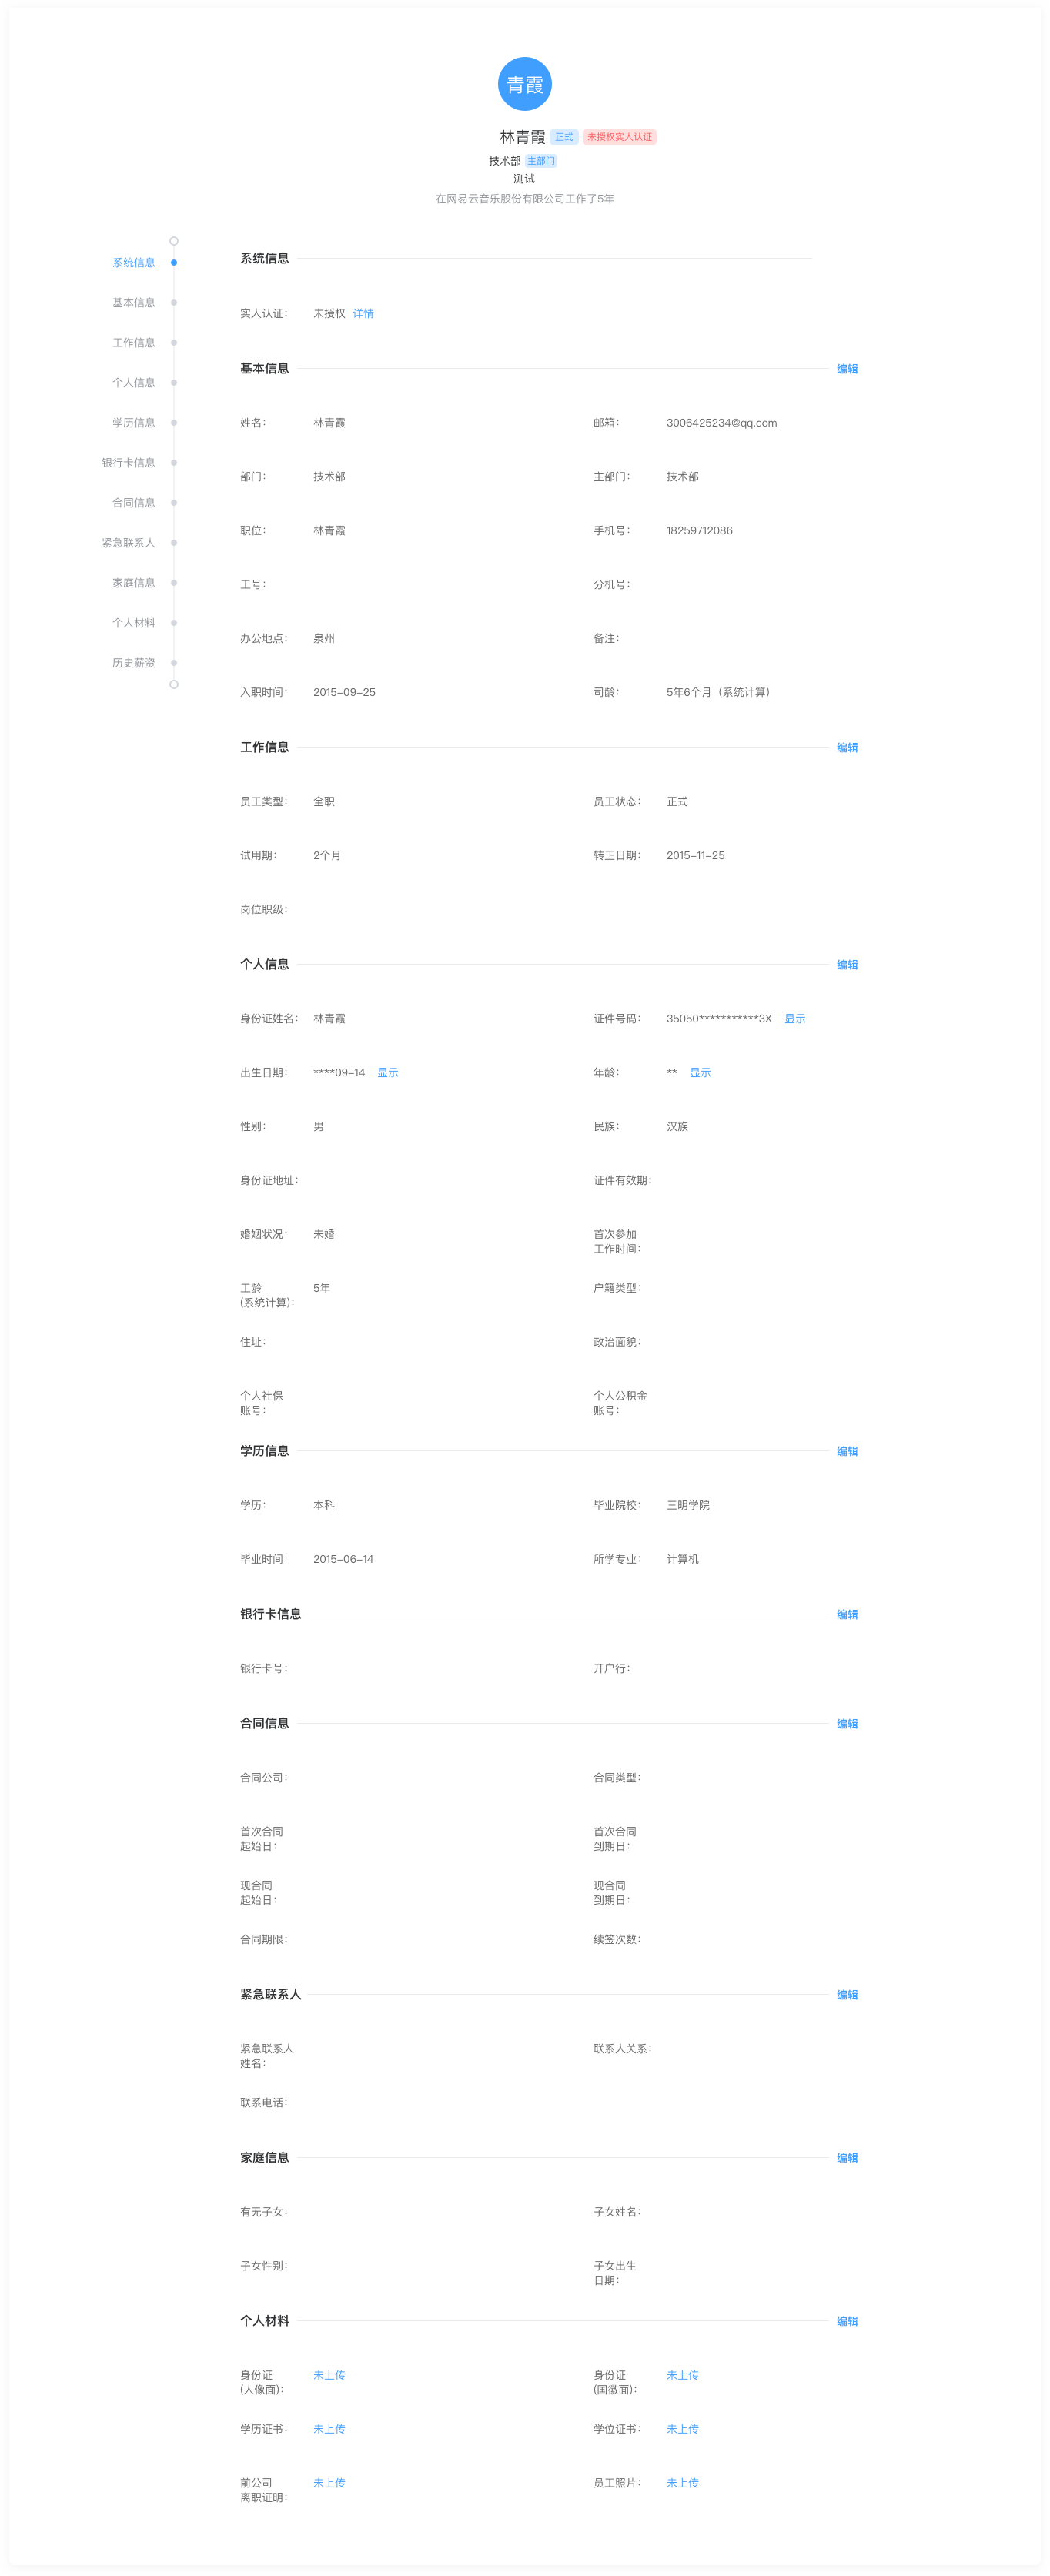 青霞
林青霞 正式 未授权实人认证
技术部 主部门
测试
在网易云音乐股份有限公司工作了5年
系统信息
基本信息
工作信息
个人信息
学历信息
银行卡信息
合同信息
紧急联系人
家庭信息
个人材料
历史薪资
系统信息
实人认证： 未授权 详情
基本信息 编辑
姓名： 林青霞 邮箱： 3006425234@qq.com
部门： 技术部 主部门： 技术部
职位： 林青霞 手机号： 18259712086
工号： 分机号：
办公地点： 泉州 备注：
入职时间： 2015-09-25 司龄： 5年6个月（系统计算）
工作信息 编辑
员工类型： 全职 员工状态： 正式
试用期： 2个月 转正日期： 2015-11-25
岗位职级：
个人信息 编辑
身份证姓名： 林青霞 证件号码： 35050***********3X 显示
出生日期： ****09-14 显示 年龄： ** 显示
性别： 男 民族： 汉族
身份证地址： 证件有效期：
婚姻状况： 未婚 首次参加
工作时间：
工龄 5年 户籍类型：
(系统计算)：
住址： 政治面貌：
个人社保 个人公积金
账号： 账号：
学历信息 编辑
学历： 本科 毕业院校： 三明学院
毕业时间： 2015-06-14 所学专业： 计算机
银行卡信息 编辑
银行卡号： 开户行：
合同信息 编辑
合同公司： 合同类型：
首次合同 首次合同
起始日： 到期日：
现合同 现合同
起始日： 到期日：
合同期限： 续签次数：
紧急联系人 编辑
紧急联系人 联系人关系：
姓名：
联系电话：
家庭信息 编辑
有无子女： 子女姓名：
子女性别： 子女出生
日期：
个人材料 编辑
身份证 未上传 身份证 未上传
(人像面)： (国徽面)：
学历证书： 未上传 学位证书： 未上传
前公司 未上传 员工照片： 未上传
离职证明：